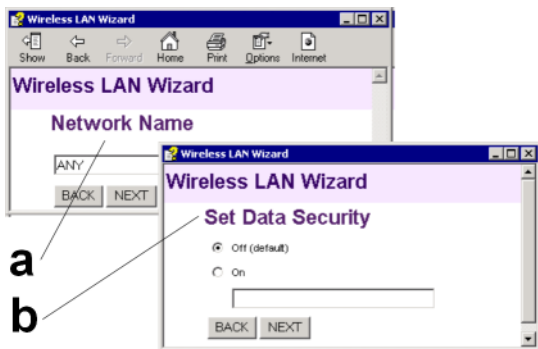 Wireless LAN Wizard
Show Back Forward Home Print Options Internet
Wireless LAN Wizard
Network Name
ANY
BACK NEXT
Wireless LAN Wizard
Wireless LAN Wizard
Set Data Security
Off (default)
On
BACK NEXT
a
b